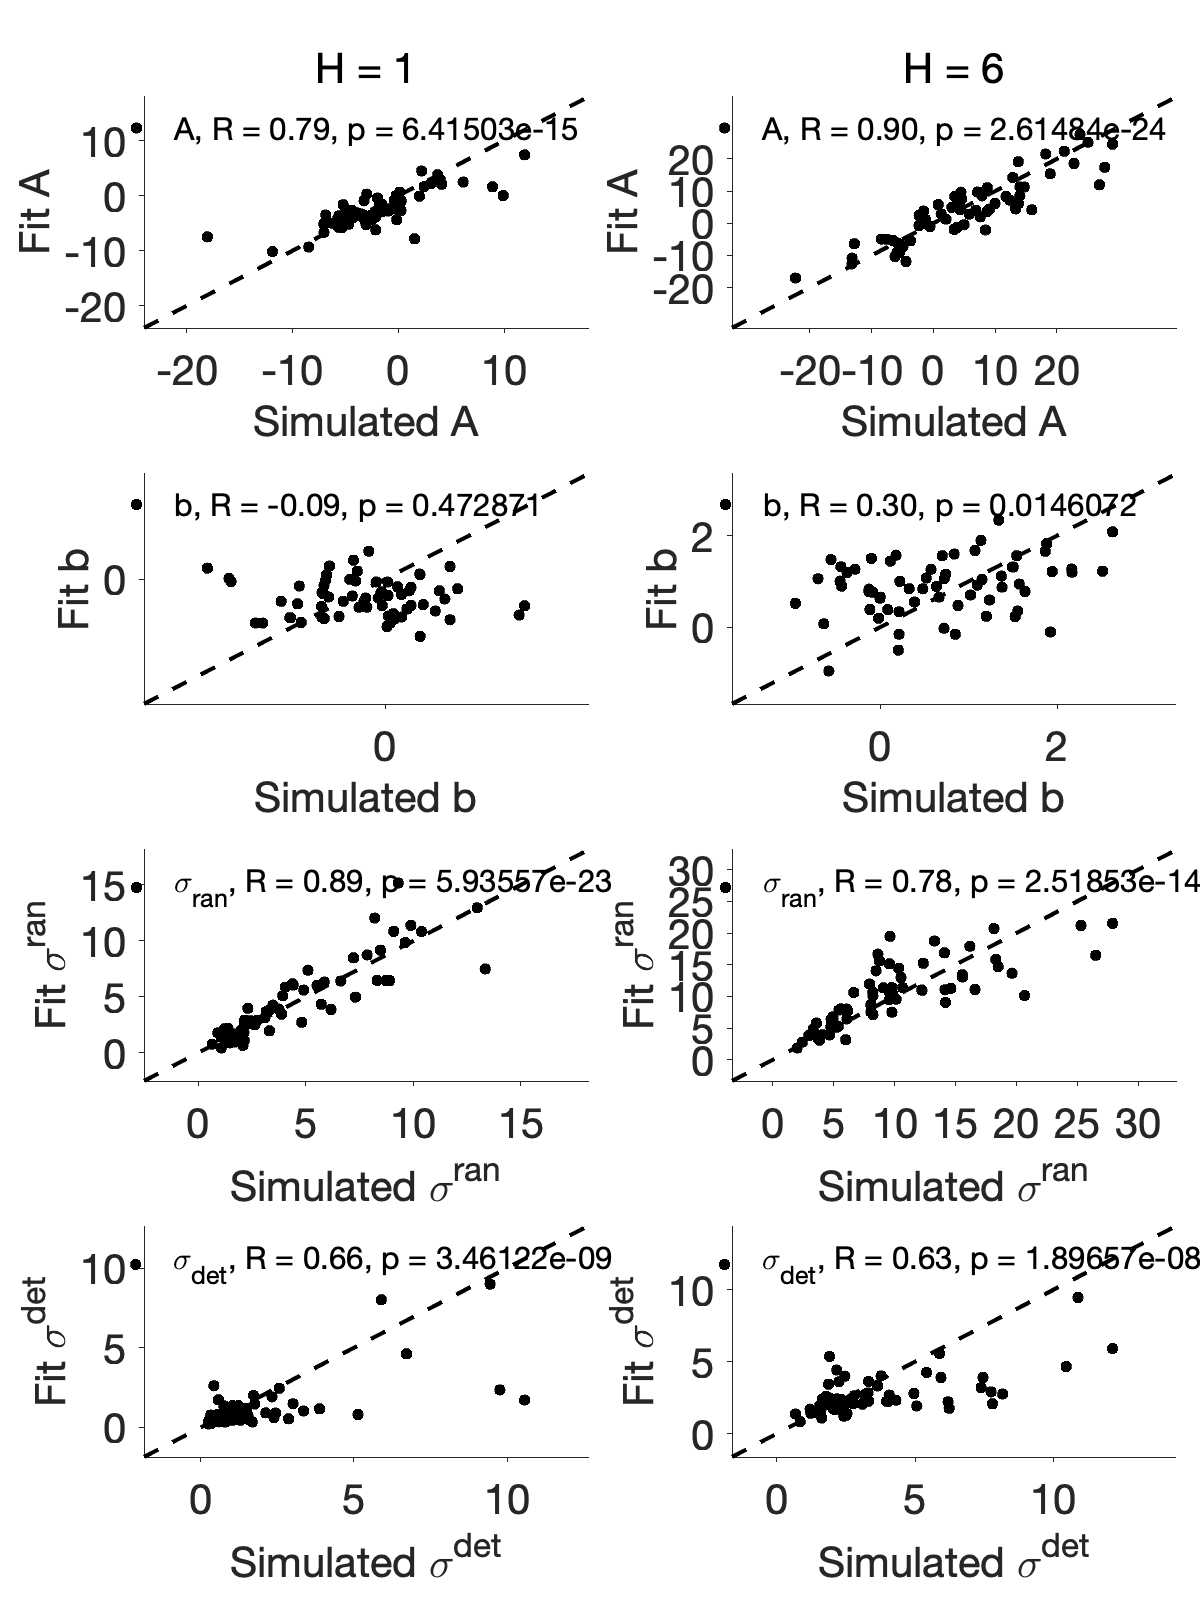 H = 1
H = 6
A, R = 0.79, p = 6.41503e-15
A, R = 0.90, p = 2.61484e-24
10
0
-10
-20
Fit A
20
10
0
-10
-20
Fit A
-20 -10 0 10
-20 -10 0 10 20
Simulated A
Simulated A
b, R = -0.09, p = 0.472871
b, R = 0.30, p = 0.0146072
0
Fit b
2
0
Fit b
0
0 2
Simulated b
Simulated b
σran, R = 0.89, p = 5.93557e-23
σran, R = 0.78, p = 2.51853e-14
15
10
5
0
Fit σran
30
25
20
15
10
5
0
Fit σran
0 5 10 15
0 5 10 15 20 25 30
Simulated σran
Simulated σran
σdet, R = 0.66, p = 3.46122e-09
σdet, R = 0.63, p = 1.89657e-08
10
5
0
Fit σdet
10
5
0
Fit σdet
0 5 10
0 5 10
Simulated σdet
Simulated σdet